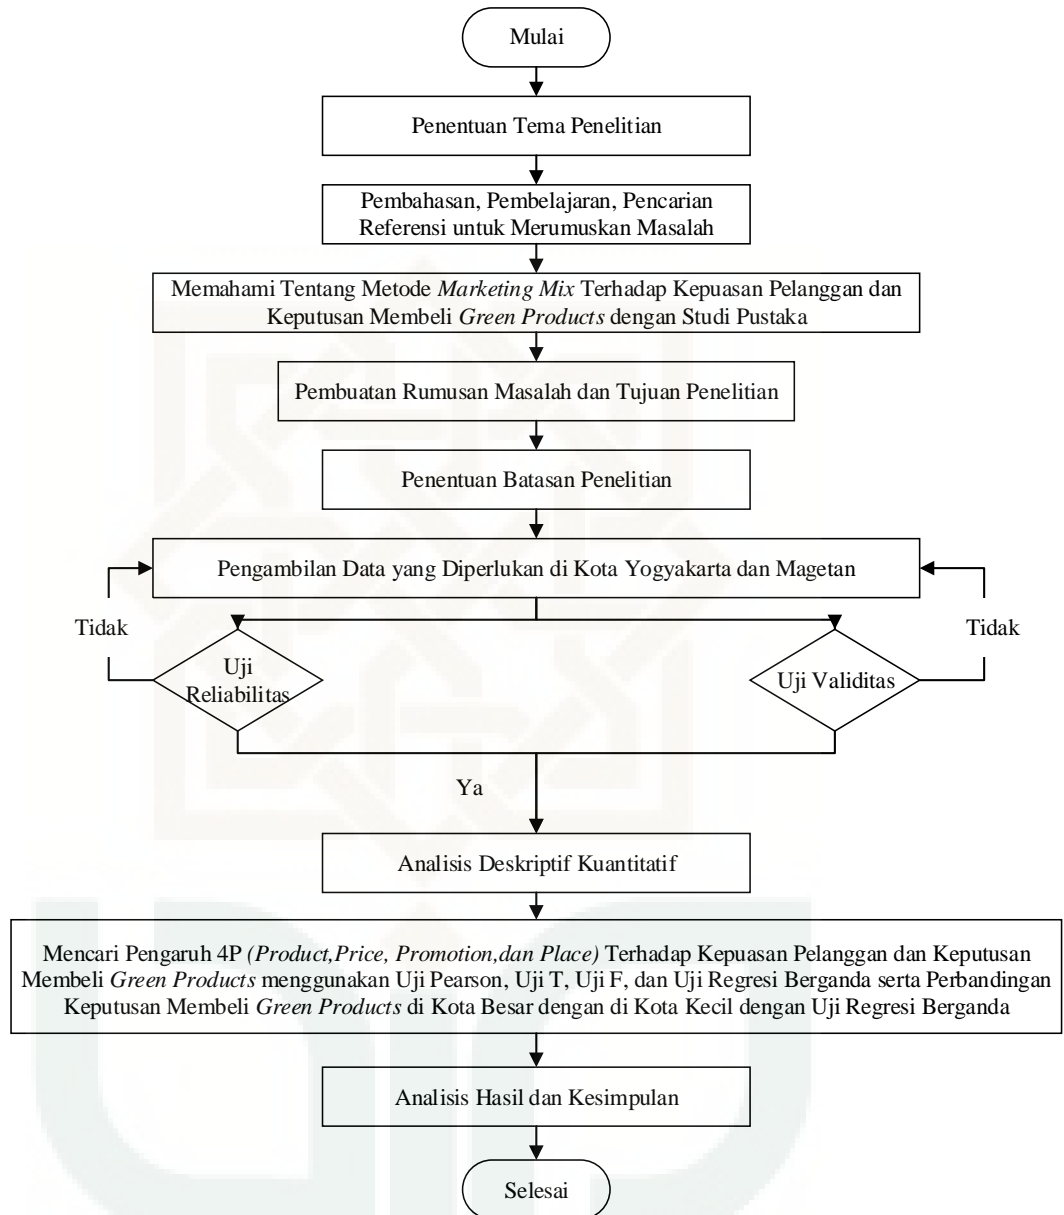 Mulai
Penentuan Tema Penelitian
Pembahasan, Pembelajaran, Pencarian
Referensi untuk Merumuskan Masalah
Memahami Tentang Metode Marketing Mix Terhadap Kepuasan Pelanggan dan
Keputusan Membeli Green Products dengan Studi Pustaka
Pembuatan Rumusan Masalah dan Tujuan Penelitian
Penentuan Batasan Penelitian
Pengambilan Data yang Diperlukan di Kota Yogyakarta dan Magetan
Tidak
Tidak
Uji
Reliabilitas
Uji Validitas
Ya
Analisis Deskriptif Kuantitatif
Mencari Pengaruh 4P (Product,Price, Promotion,dan Place) Terhadap Kepuasan Pelanggan dan Keputusan
Membeli Green Products menggunakan Uji Pearson, Uji T, Uji F, dan Uji Regresi Berganda serta Perbandingan
Keputusan Membeli Green Products di Kota Besar dengan di Kota Kecil dengan Uji Regresi Berganda
Analisis Hasil dan Kesimpulan
Selesai